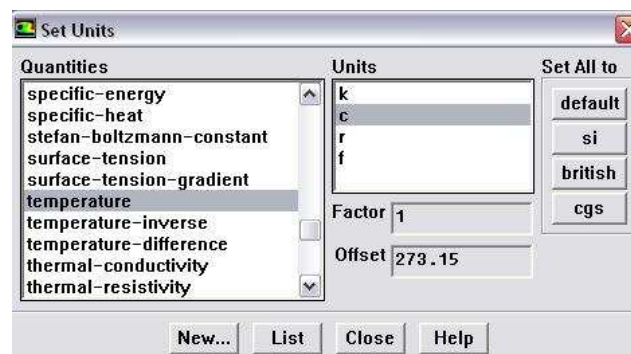 Set Units
Quantities
specific-energy
specific-heat
stefan-boltzmann-constant
surface-tension
surface-tension-gradient
temperature
temperature-inverse
temperature-difference
thermal-conductivity
thermal-resistivity
Units
k
c
r
f
Factor 1
Offset 273.15
Set All to
default
si
british
cgs
New...
List
Close
Help